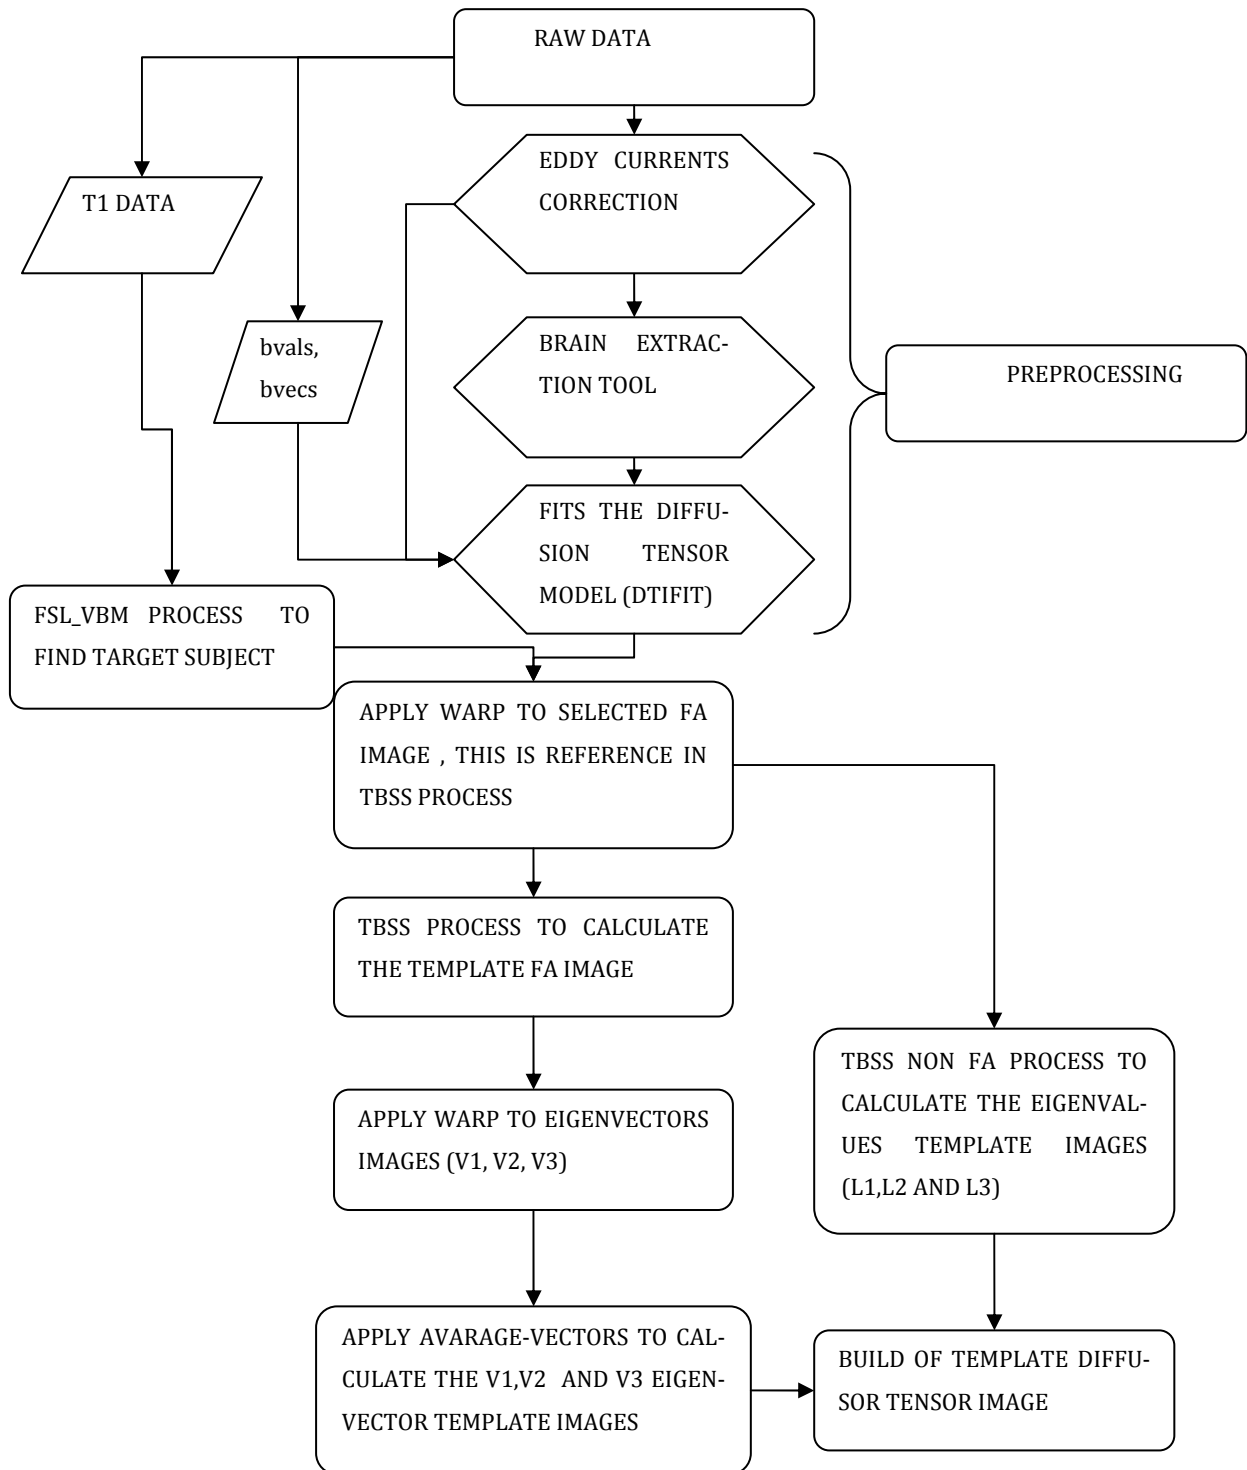 RAW DATA
EDDY CURRENTS
CORRECTION
T1 DATA
bvals,
bvecs
BRAIN EXTRAC-
TION TOOL
PREPROCESSING
FITS THE DIFFU-
SION TENSOR
MODEL (DTIFIT)
FSL_VBM PROCESS TO
FIND TARGET SUBJECT
APPLY WARP TO SELECTED FA
IMAGE , THIS IS REFERENCE IN
TBSS PROCESS
TBSS PROCESS TO CALCULATE
THE TEMPLATE FA IMAGE
APPLY WARP TO EIGENVECTORS
IMAGES (V1, V2, V3)
TBSS NON FA PROCESS TO
CALCULATE THE EIGENVAL-
UES TEMPLATE IMAGES
(L1,L2 AND L3)
APPLY AVARAGE-VECTORS TO CAL-
CULATE THE V1,V2 AND V3 EIGEN-
VECTOR TEMPLATE IMAGES
BUILD OF TEMPLATE DIFFU-
SOR TENSOR IMAGE